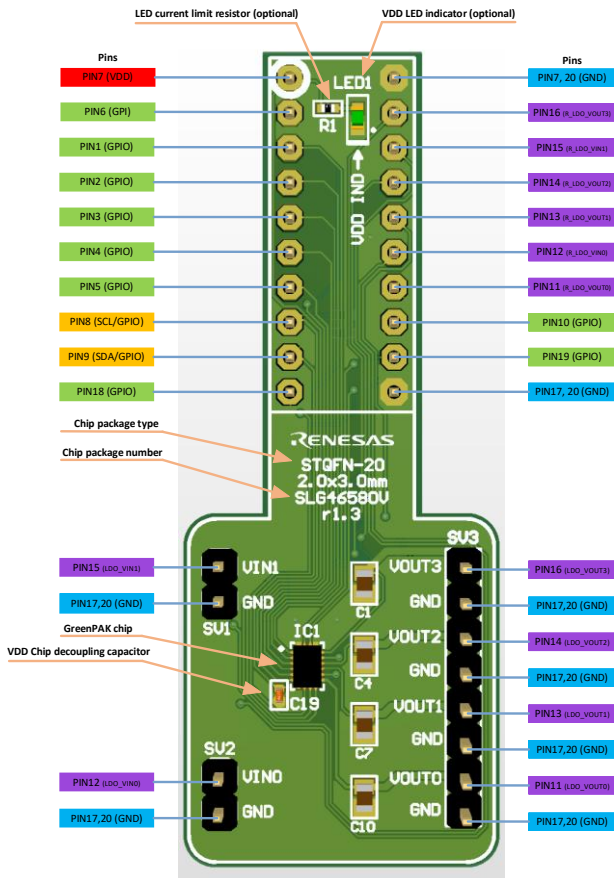 LED current limit resistor (optional)
VDD LED indicator (optional)
Pins
Pins
PIN7 (VDD)
LED1
PIN7, 20 (GND)
PIN6 (GPI)
R1
PIN16 (R_LDO_VOUT3)
PIN1 (GPIO)
PIN15 (R_LDO_VIN1)
PIN2 (GPIO)
VDD IND
PIN14 (R_LDO_VOUT2)
PIN3 (GPIO)
PIN13 (R_LDO_VOUT1)
PIN4 (GPIO)
PIN12 (R_LDO_VIN0)
PIN5 (GPIO)
PIN11 (R_LDO_VOUT0)
PIN8 (SCL/GPIO)
PIN10 (GPIO)
PIN9 (SDA/GPIO)
PIN19 (GPIO)
PIN18 (GPIO)
PIN17, 20 (GND)
Chip package type
RENESAS
Chip package number
STQFN-20
2.0x3.0mm
SLG46580V
r1.3
SV3
PIN15 (LDO_VIN1)
VIN1
VOUT3
PIN16 (LDO_VOUT3)
PIN17,20 (GND)
GND
C1
GND
PIN17,20 (GND)
SV1
GreenPAK chip
IC1
VOUT2
PIN14 (LDO_VOUT2)
VDD Chip decoupling capacitor
C4
GND
PIN17,20 (GND)
C19
VOUT1
PIN13 (LDO_VOUT1)
SV2
C7
GND
PIN17,20 (GND)
PIN12 (LDO_VIN0)
VIN0
VOUT0
PIN11 (LDO_VOUT0)
PIN17,20 (GND)
GND
C10
GND
PIN17,20 (GND)